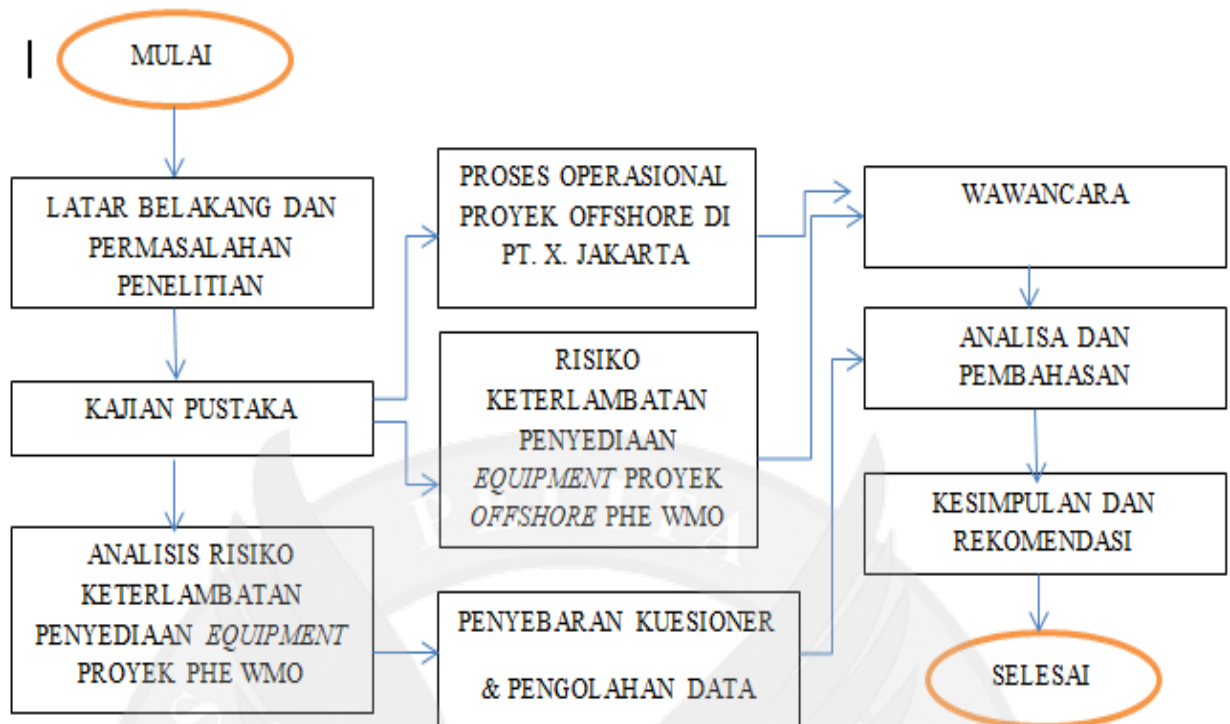 MULAI
LATAR BELAKANG DAN
PERMASALAHAN
PENELITIAN
KAJIAN PUSTAKA
ANALISIS RISIKO
KETERLAMBATAN
PENYEDIAAN EQUIPMENT
PROYEK PHE WMO
PROSES OPERASIONAL
PROYEK OFFSHORE DI
PT. X. JAKARTA
RISIKO
KETERLAMBATAN
PENYEDIAAN
EQUIPMENT PROYEK
OFFSHORE PHE WMO
PENYEBARAN KUESIONER
& PENGOLAHAN DATA
WAWANCARA
ANALISA DAN
PEMBAHASAN
KESIMPULAN DAN
REKOMENDASI
SELESAI
PELITA